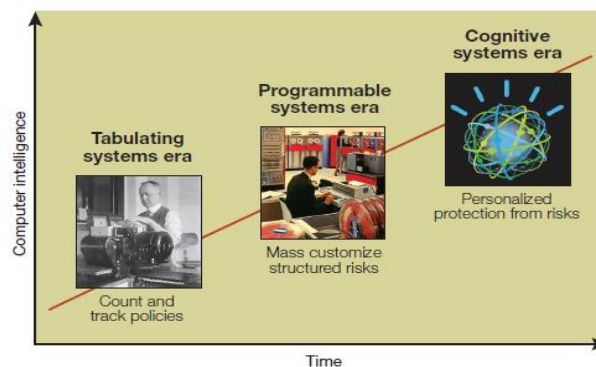 Cognitive
systems era
Programmable
systems era
Tabulating
systems era
Computer intelligence
Personalized
protection from risks
Mass customize
structured risks
Count and
track policies
Time